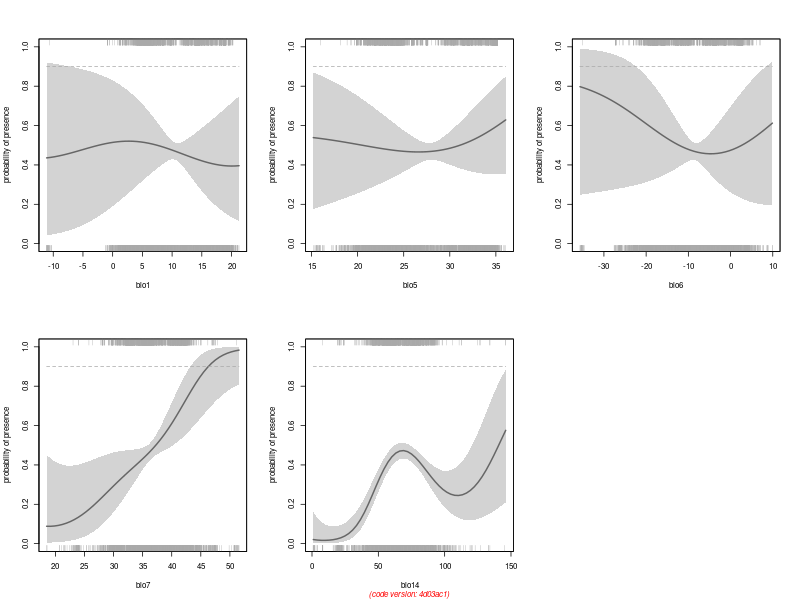 probability of presence
0.0 0.2 0.4 0.6 0.8 1.0
-10 -5 0 5 10 15 20
bio1
probability of presence
0.0 0.2 0.4 0.6 0.8 1.0
15 20 25 30 35
bio5
probability of presence
0.0 0.2 0.4 0.6 0.8 1.0
-30 -20 -10 0 10
bio6
probability of presence
0.0 0.2 0.4 0.6 0.8 1.0
20 25 30 35 40 45 50
bio7
probability of presence
0.0 0.2 0.4 0.6 0.8 1.0
0 50 100 150
bio14
(code version: 4d03ac1)